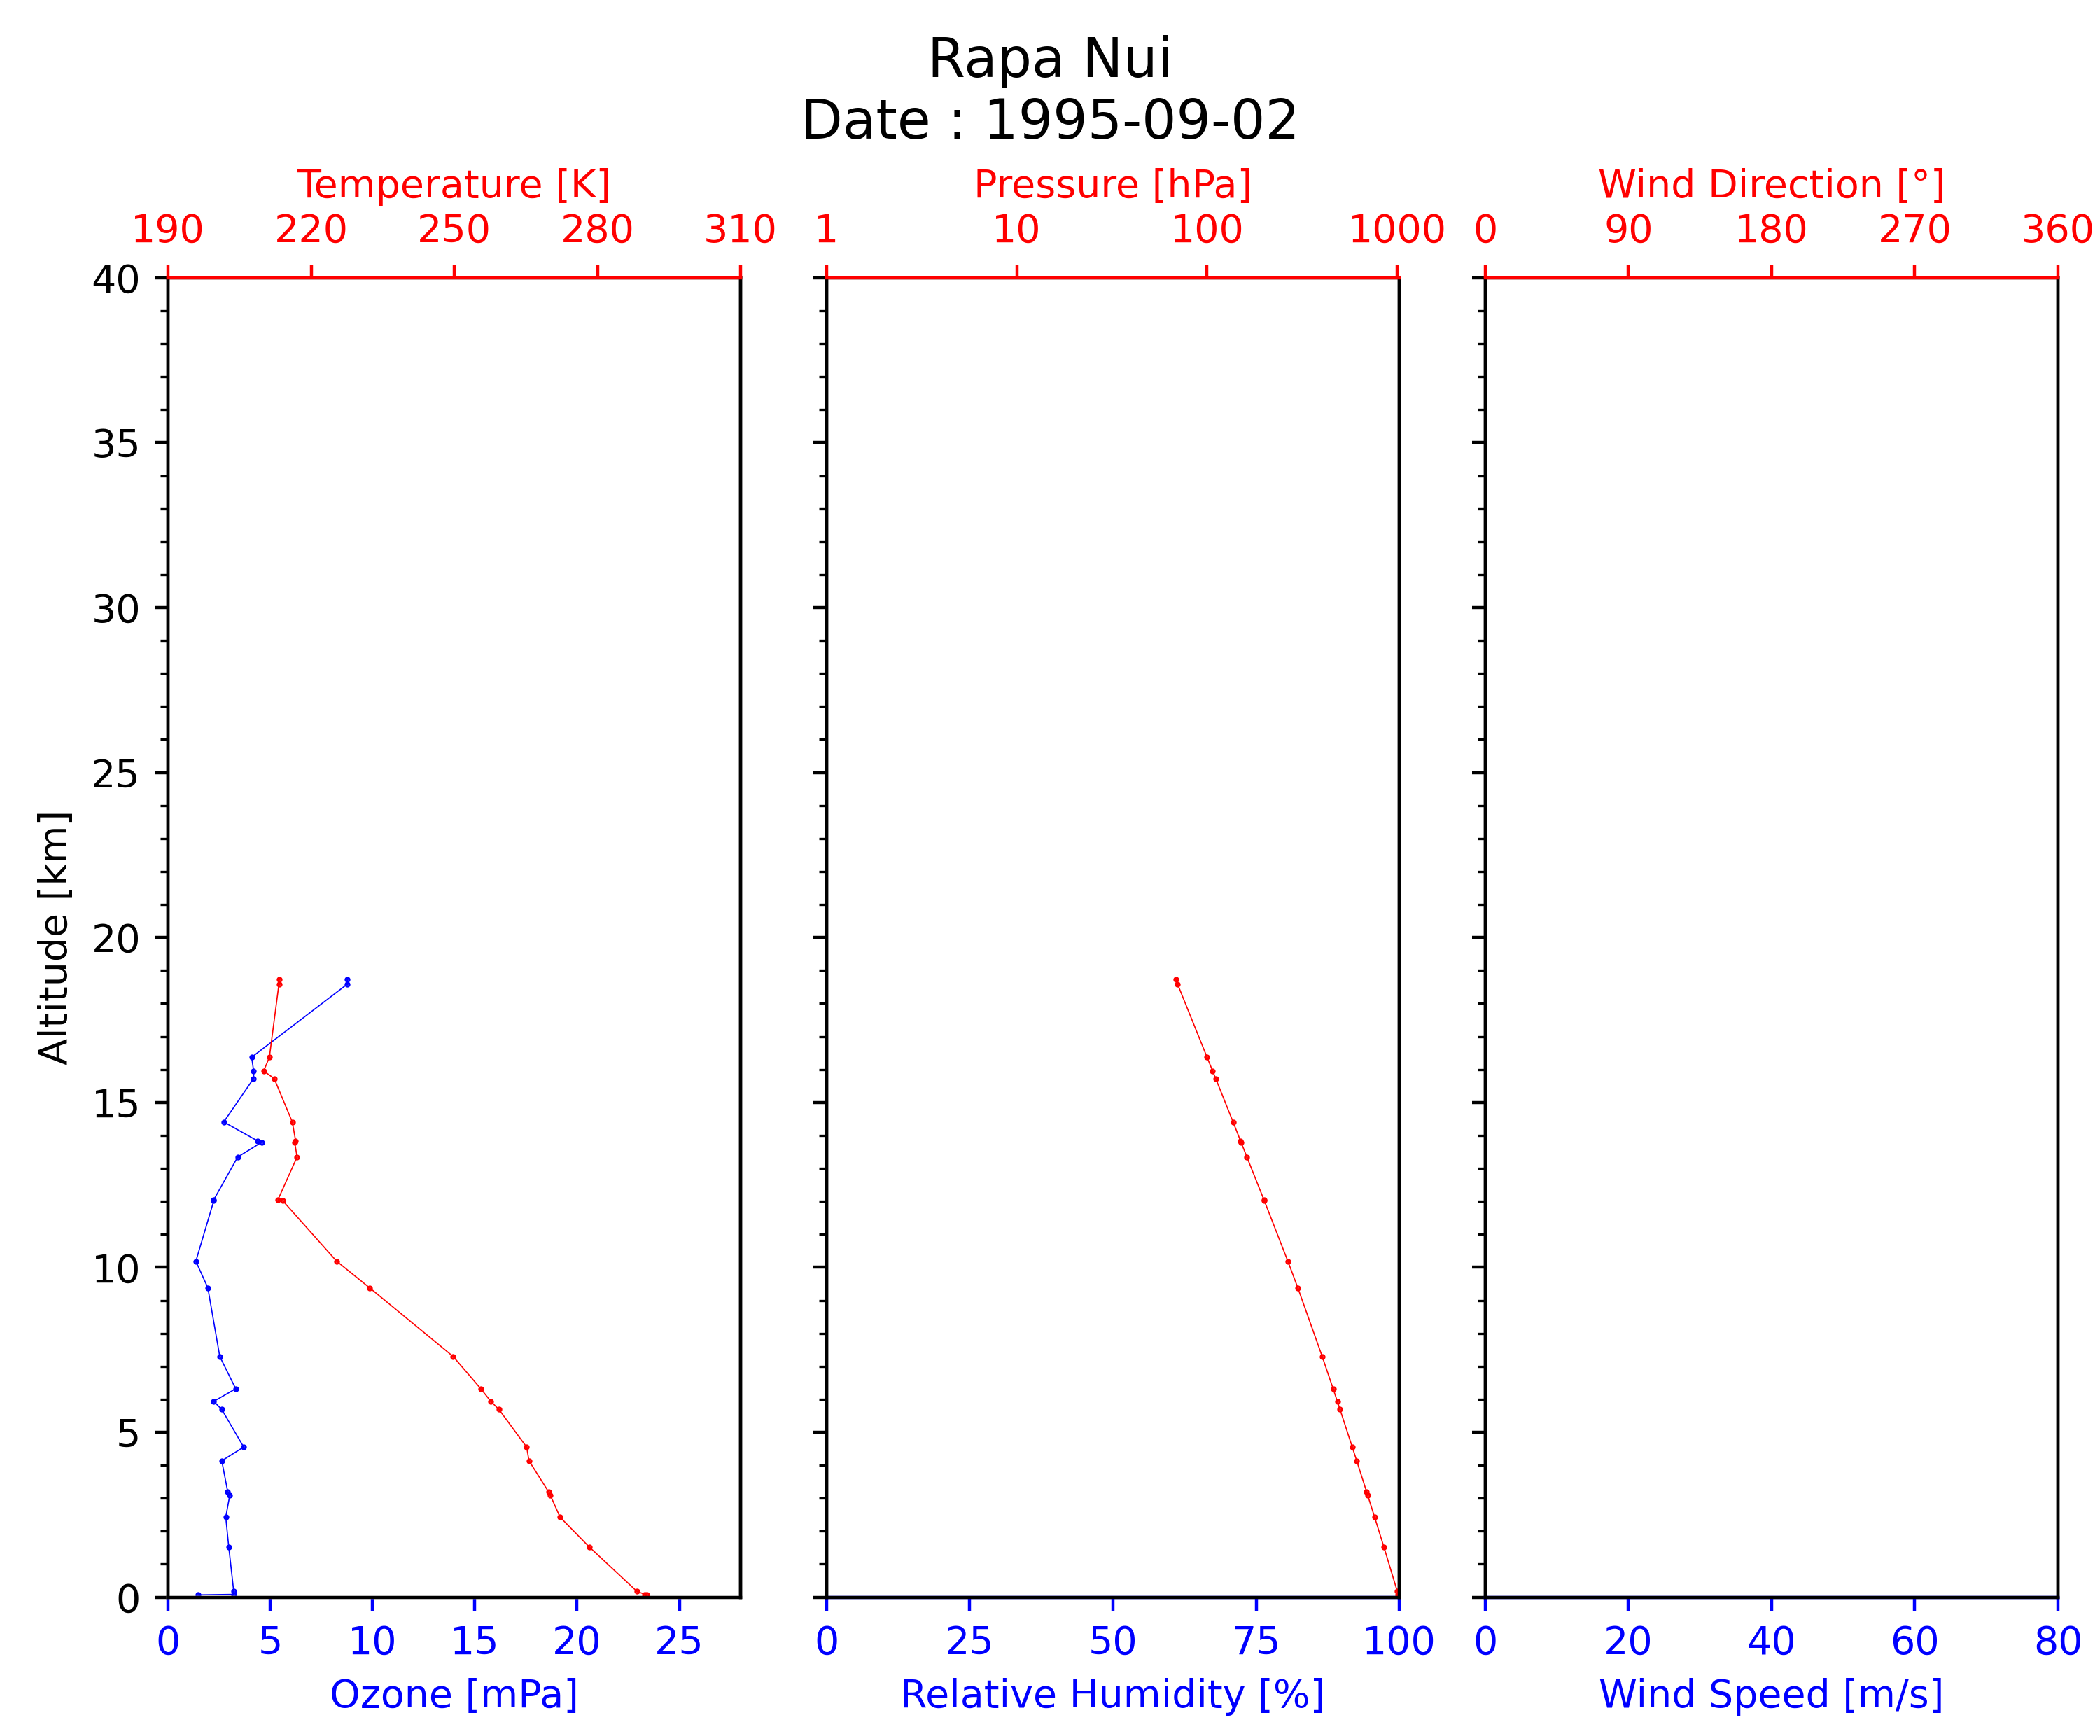 Rapa Nui
Date : 1995-09-02
Temperature [K]
190 220 250 280 310
Pressure [hPa]
1 10 100 1000
Wind Direction [°]
0 90 180 270 360
Altitude [km]
40
35
30
25
20
15
10
5
0
0 5 10 15 20 25
Ozone [mPa]
0 25 50 75 100
Relative Humidity [%]
0 20 40 60 80
Wind Speed [m/s]